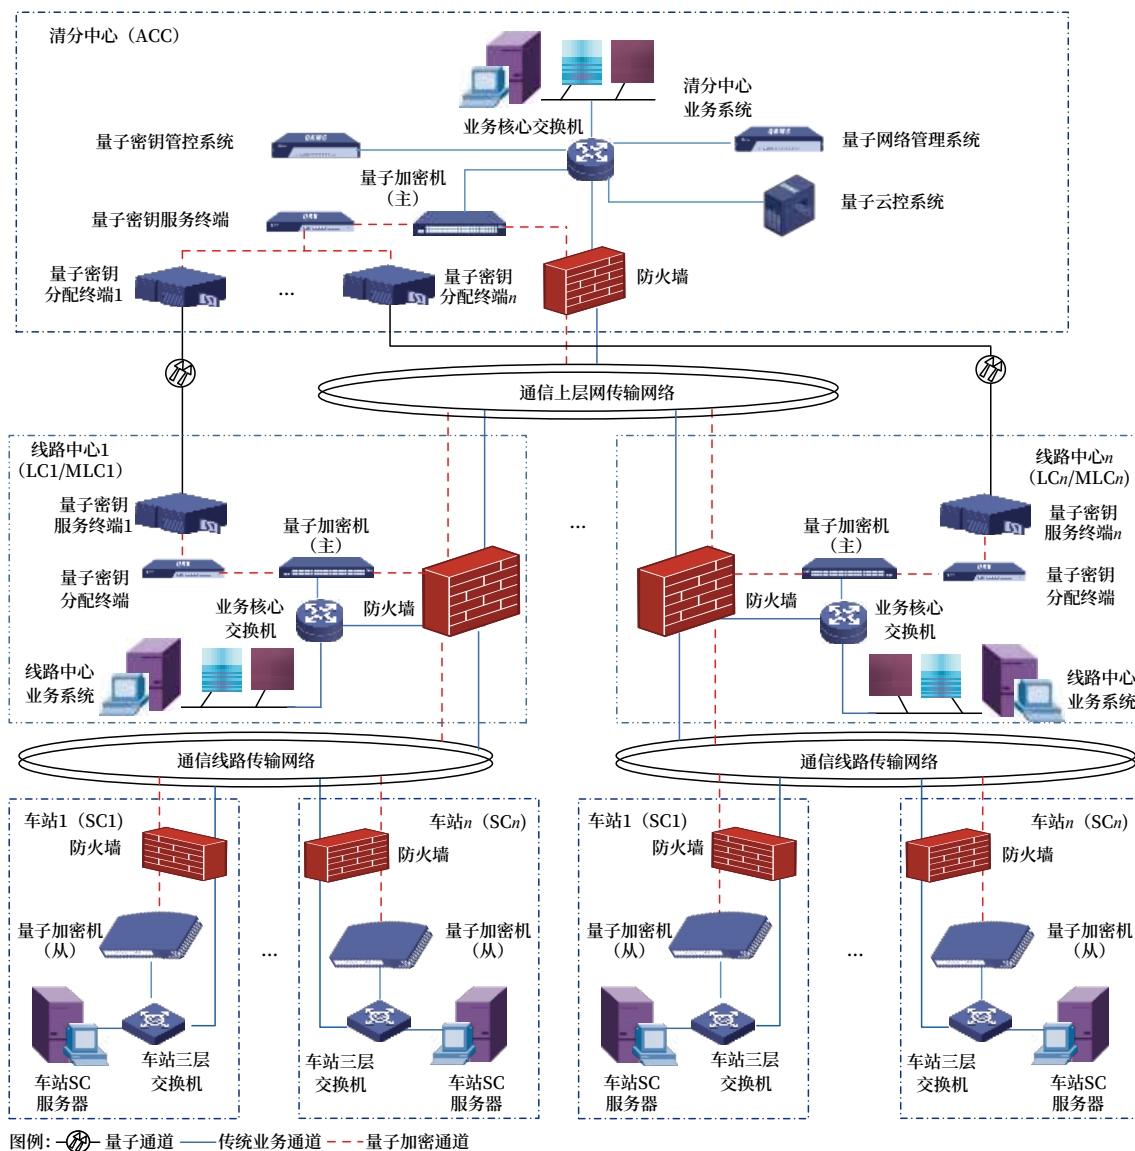 清分中心（ACC）
清分中心
业务系统
业务核心交换机
量子密钥管控系统
QKMS
量子网络管理系统
量子加密机
（主）
量子云控系统
量子密钥服务终端
量子密钥
分配终端1
...
量子密钥
分配终端n
防火墙
通信上层网传输网络
线路中心1
（LC1/MLC1）
量子密钥
服务终端1
量子加密机
（主）
量子密钥
分配终端
业务核心
交换机
防火墙
线路中心
业务系统
...
线路中心n
（LCn/MLCn）
量子加密机
（主）
量子密钥
服务终端n
量子密钥
分配终端
防火墙
业务核心
交换机
线路中心
业务系统
通信线路传输网络
通信线路传输网络
车站1（SC1）
防火墙
量子加密机
（从）
车站三层
交换机
车站SC
服务器
...
车站n（SCn）
防火墙
量子加密机
（从）
车站三层
交换机
车站SC
服务器
车站1（SC1）
防火墙
量子加密机
（从）
车站三层
交换机
车站SC
服务器
...
车站n（SCn）
防火墙
量子加密机
（从）
车站三层
交换机
车站SC
服务器
图例： 量子通道 传统业务通道 量子加密通道